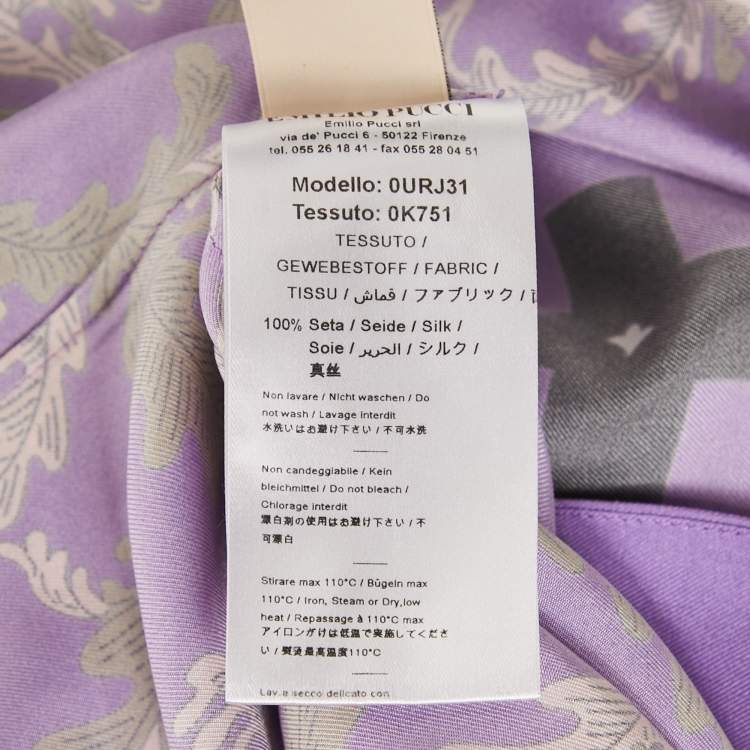 EMILIO PUCCI
Emilio Pucci srl
via de' Pucci 6 - 50122 Firenze
tel. 055 26 18 41 - fax 055 28 04 51
Modello: 0URJ31
Tessuto: 0K751
TESSUTO /
GEWEBESTOFF / FABRIC /
TISSU / قماش / ファブリック /
100% Seta / Seide / Silk /
Soie / الحرير / シルク /
真丝
Non lavare / Nicht waschen / Do
not wash / Lavage interdit
水洗いはお避け下さい / 不可水洗
Non candeggiabile / Kein
bleichmittel / Do not bleach /
Chlorage interdit
漂白剤の使用はお避け下さい / 不
可漂白
Stirare max 110°C / Bügeln max
110°C / Iron, Steam or Dry,low
heat / Repassage à 110°C max
アイロンがけは低温で実施してくださ
い / 熨烫最高温度110°C
Lav.a secco delicato con